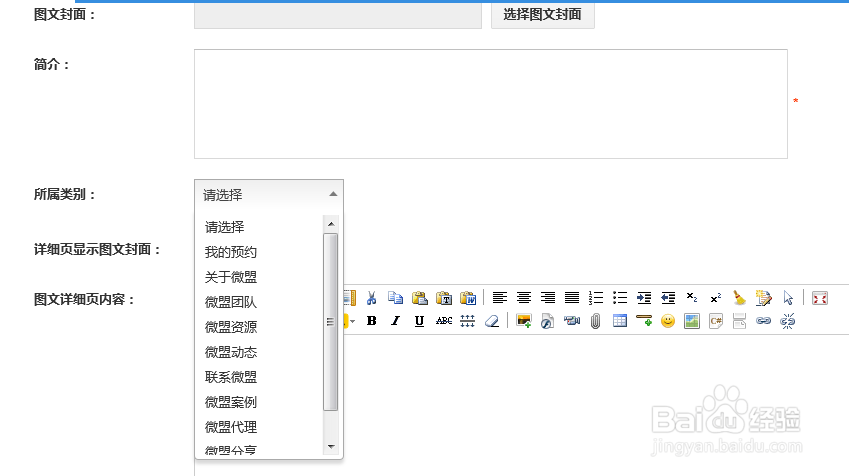 图文封面：
选择图文封面
简介：
*
所属类别：
请选择
请选择
我的预约
关于微盟
微盟团队
微盟资源
微盟动态
联系微盟
微盟案例
微盟代理
微盟分享
详细页显示图文封面：
图文详细页内容：
B I U ABC
Baidu经验
jingyan.baidu.com